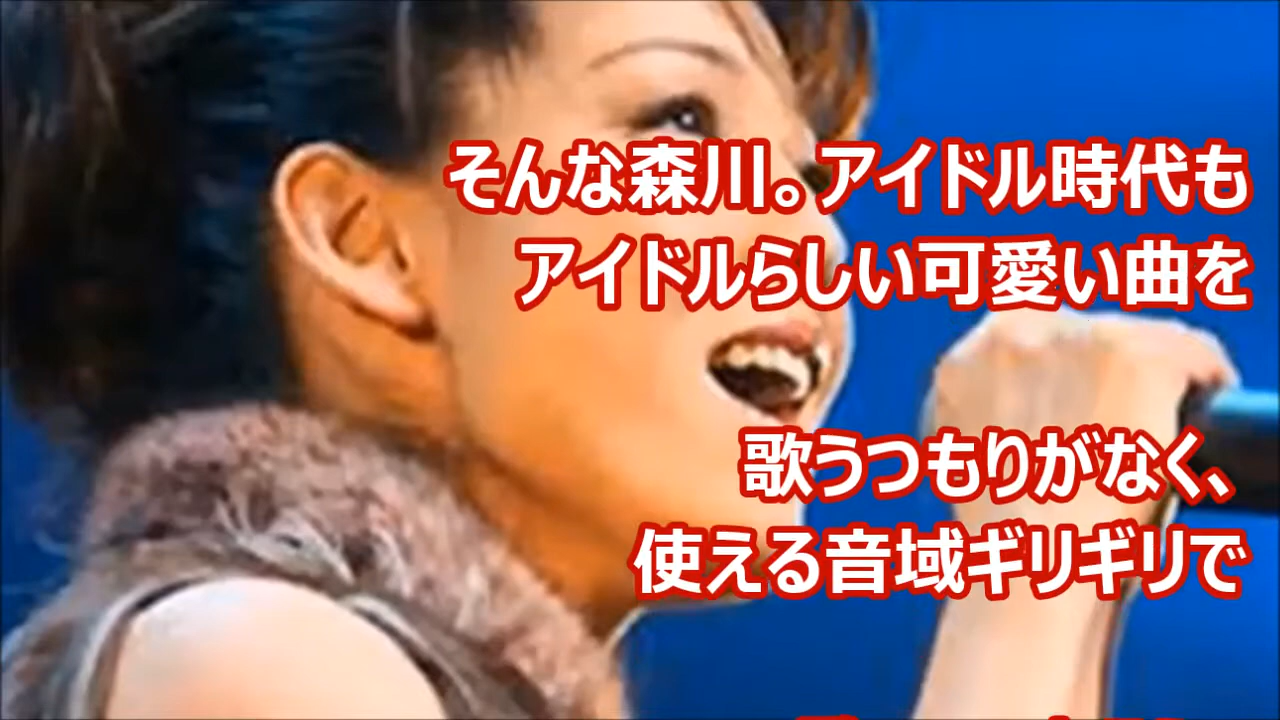 そんな森川。アイドル時代も
アイドルらしい可愛い曲を
歌うつもりがなく、
使える音域ギリギリで